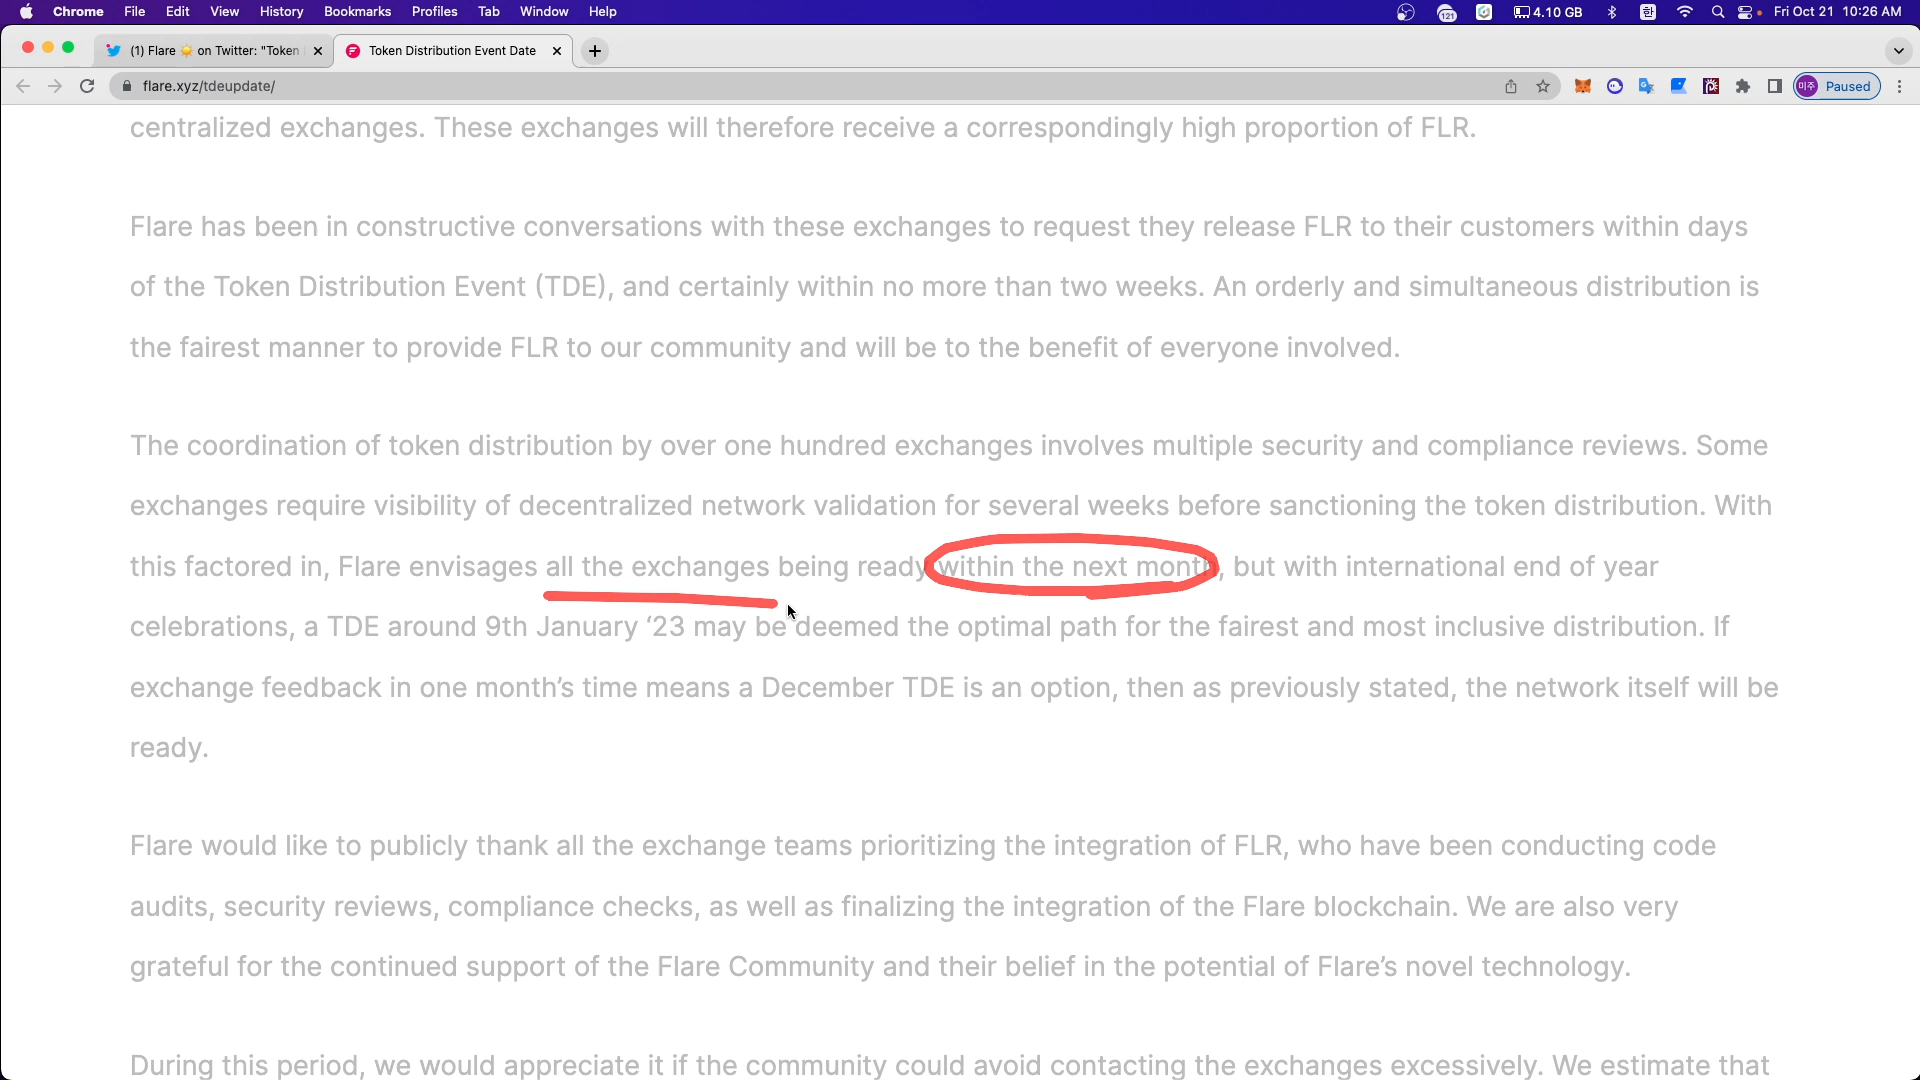 Chrome File Edit View History Bookmarks Profiles Tab Window Help 121 4.10 GB 한 Fri Oct 21 10:26 AM
(1) Flare ☀️ on Twitter: "Token Token Distribution Event Date
flare.xyz/tdeupdate/ 미주 Paused
centralized exchanges. These exchanges will therefore receive a correspondingly high proportion of FLR.
Flare has been in constructive conversations with these exchanges to request they release FLR to their customers within days
of the Token Distribution Event (TDE), and certainly within no more than two weeks. An orderly and simultaneous distribution is
the fairest manner to provide FLR to our community and will be to the benefit of everyone involved.
The coordination of token distribution by over one hundred exchanges involves multiple security and compliance reviews. Some
exchanges require visibility of decentralized network validation for several weeks before sanctioning the token distribution. With
this factored in, Flare envisages all the exchanges being ready within the next month, but with international end of year
celebrations, a TDE around 9th January ‘23 may be deemed the optimal path for the fairest and most inclusive distribution. If
exchange feedback in one month’s time means a December TDE is an option, then as previously stated, the network itself will be
ready.
Flare would like to publicly thank all the exchange teams prioritizing the integration of FLR, who have been conducting code
audits, security reviews, compliance checks, as well as finalizing the integration of the Flare blockchain. We are also very
grateful for the continued support of the Flare Community and their belief in the potential of Flare’s novel technology.
During this period, we would appreciate it if the community could avoid contacting the exchanges excessively. We estimate that